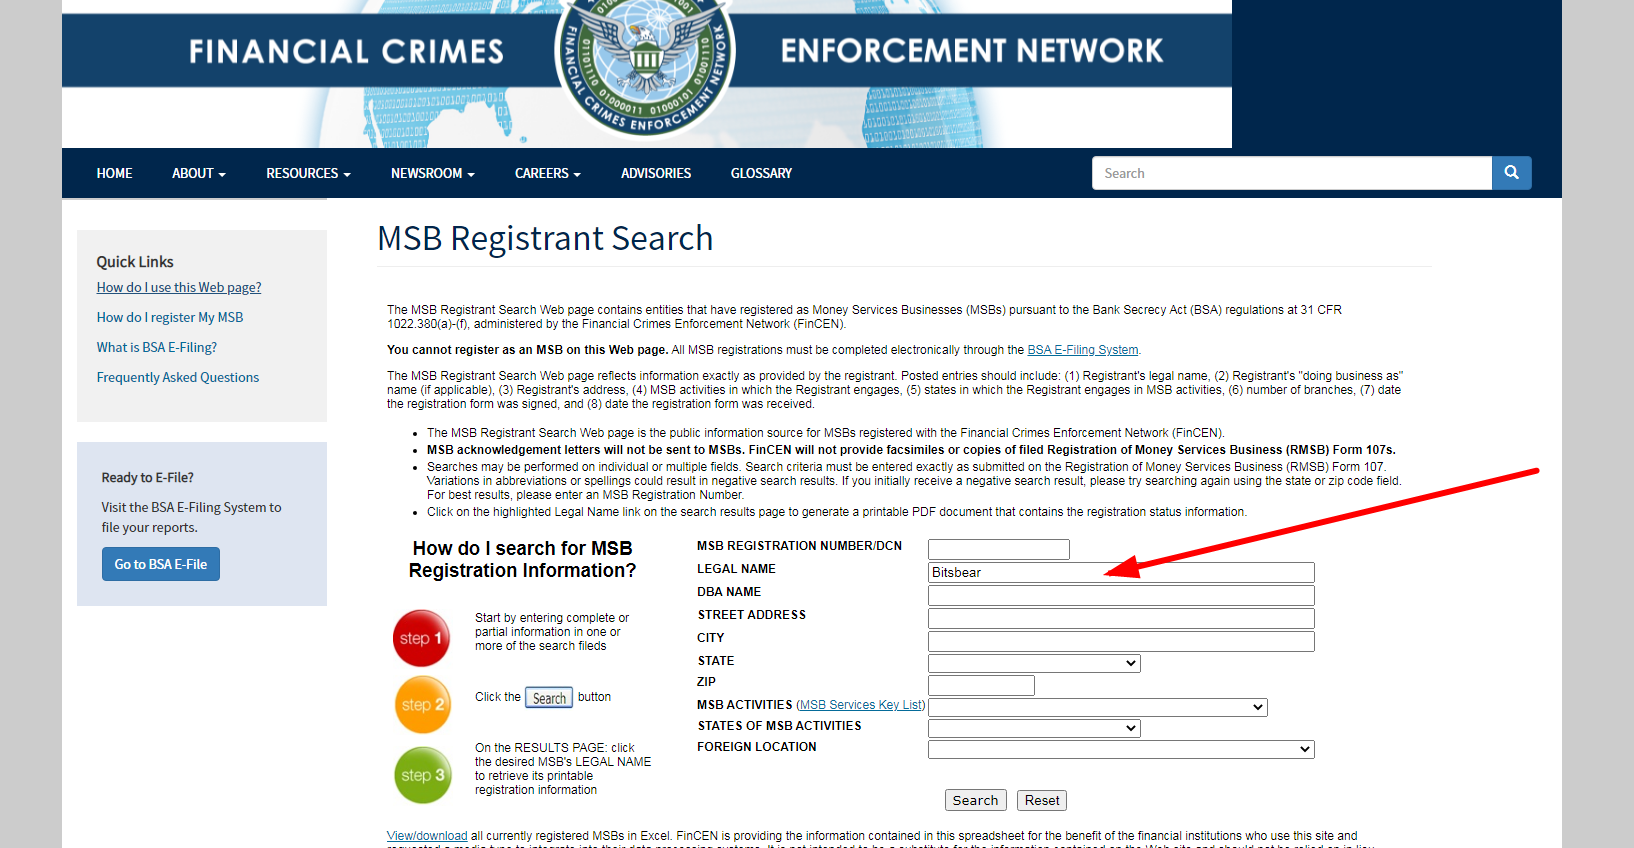 FINANCIAL CRIMES ENFORCEMENT NETWORK
FINANCIAL CRIMES ENFORCEMENT NETWORK
HOME ABOUT RESOURCES NEWSROOM CAREERS ADVISORIES GLOSSARY Search
MSB Registrant Search
Quick Links
How do I use this Web page?
How do I register My MSB
What is BSA E-Filing?
Frequently Asked Questions
Ready to E-File?
Visit the BSA E-Filing System to
file your reports.
Go to BSA E-File
The MSB Registrant Search Web page contains entities that have registered as Money Services Businesses (MSBs) pursuant to the Bank Secrecy Act (BSA) regulations at 31 CFR
1022.380(a)-(f), administered by the Financial Crimes Enforcement Network (FinCEN).
You cannot register as an MSB on this Web page. All MSB registrations must be completed electronically through the BSA E-Filing System.
The MSB Registrant Search Web page reflects information exactly as provided by the registrant. Posted entries should include: (1) Registrant's legal name, (2) Registrant's "doing business as"
name (if applicable), (3) Registrant's address, (4) MSB activities in which the Registrant engages, (5) states in which the Registrant engages in MSB activities, (6) number of branches, (7) date
the registration form was signed, and (8) date the registration form was received.
• The MSB Registrant Search Web page is the public information source for MSBs registered with the Financial Crimes Enforcement Network (FinCEN).
• MSB acknowledgement letters will not be sent to MSBs. FinCEN will not provide facsimiles or copies of filed Registration of Money Services Business (RMSB) Form 107s.
• Searches may be performed on individual or multiple fields. Search criteria must be entered exactly as submitted on the Registration of Money Services Business (RMSB) Form 107.
Variations in abbreviations or spellings could result in negative search results. If you initially receive a negative search result, please try searching again using the state or zip code field.
For best results, please enter an MSB Registration Number.
• Click on the highlighted Legal Name link on the search results page to generate a printable PDF document that contains the registration status information.
How do I search for MSB
Registration Information?
step 1
Start by entering complete or
partial information in one or
more of the search fileds
step 2
Click the Search button
step 3
On the RESULTS PAGE: click
the desired MSB's LEGAL NAME
to retrieve its printable
registration information
MSB REGISTRATION NUMBER/DCN
LEGAL NAME Bitsbear
DBA NAME
STREET ADDRESS
CITY
STATE
ZIP
MSB ACTIVITIES (MSB Services Key List)
STATES OF MSB ACTIVITIES
FOREIGN LOCATION
Search Reset
View/download all currently registered MSBs in Excel. FinCEN is providing the information contained in this spreadsheet for the benefit of the financial institutions who use this site and